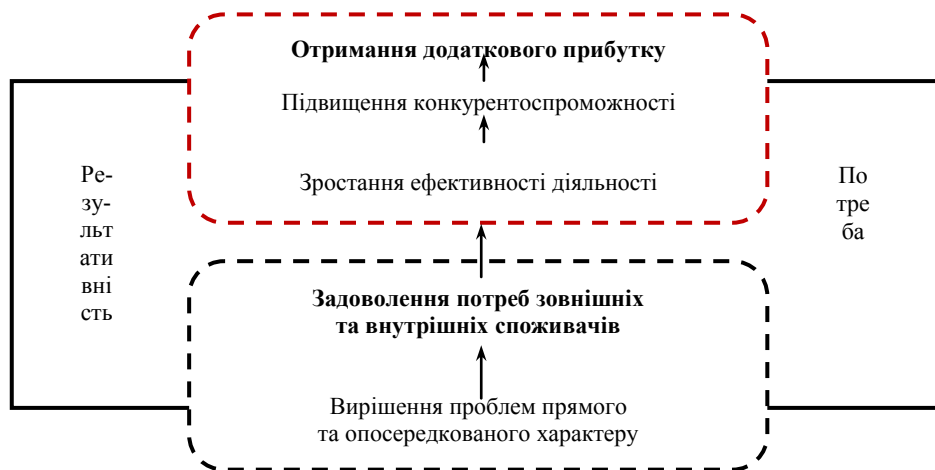 Отримання додаткового прибутку
Підвищення конкурентоспроможності
Зростання ефективності діяльності
Ре-
зу-
льт
ати
вні
сть
По
тре
ба
Задоволення потреб зовнішніх
та внутрішніх споживачів
Вирішення проблем прямого
та опосередкованого характеру